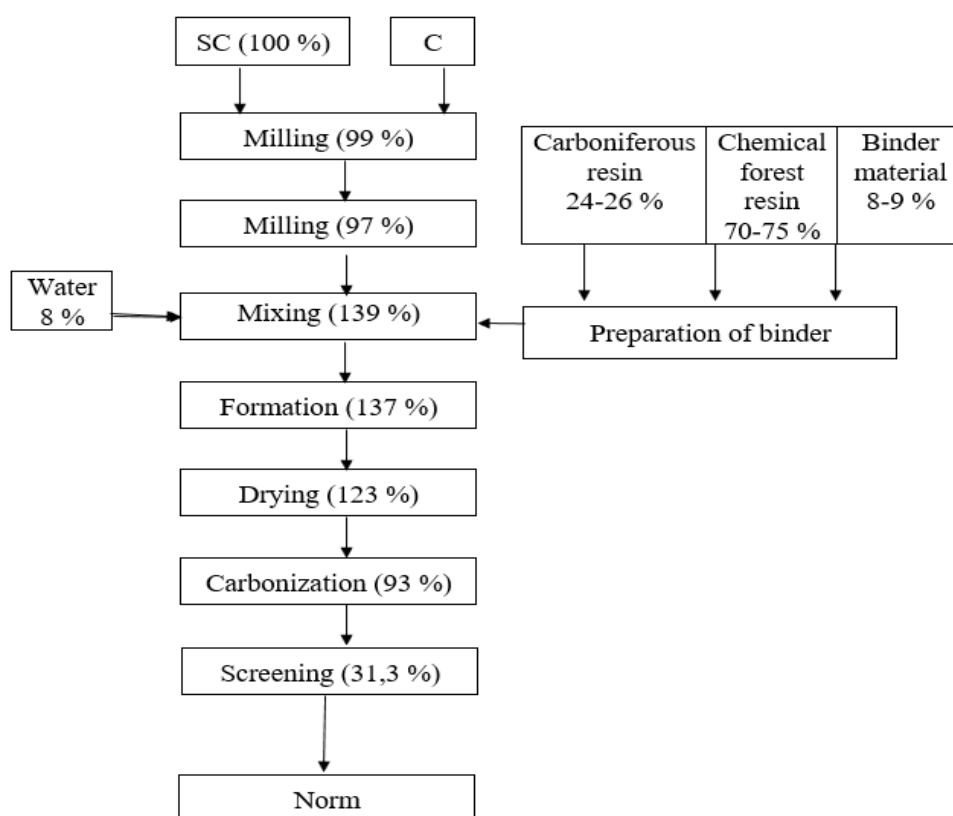 SC (100 %)
C
Milling (99 %)
Carboniferous
resin
24-26 %
Chemical
forest
resin
70-75 %
Binder
material
8-9 %
Milling (97 %)
Water
8 %
Mixing (139 %)
Preparation of binder
Formation (137 %)
Drying (123 %)
Carbonization (93 %)
Screening (31,3 %)
Norm